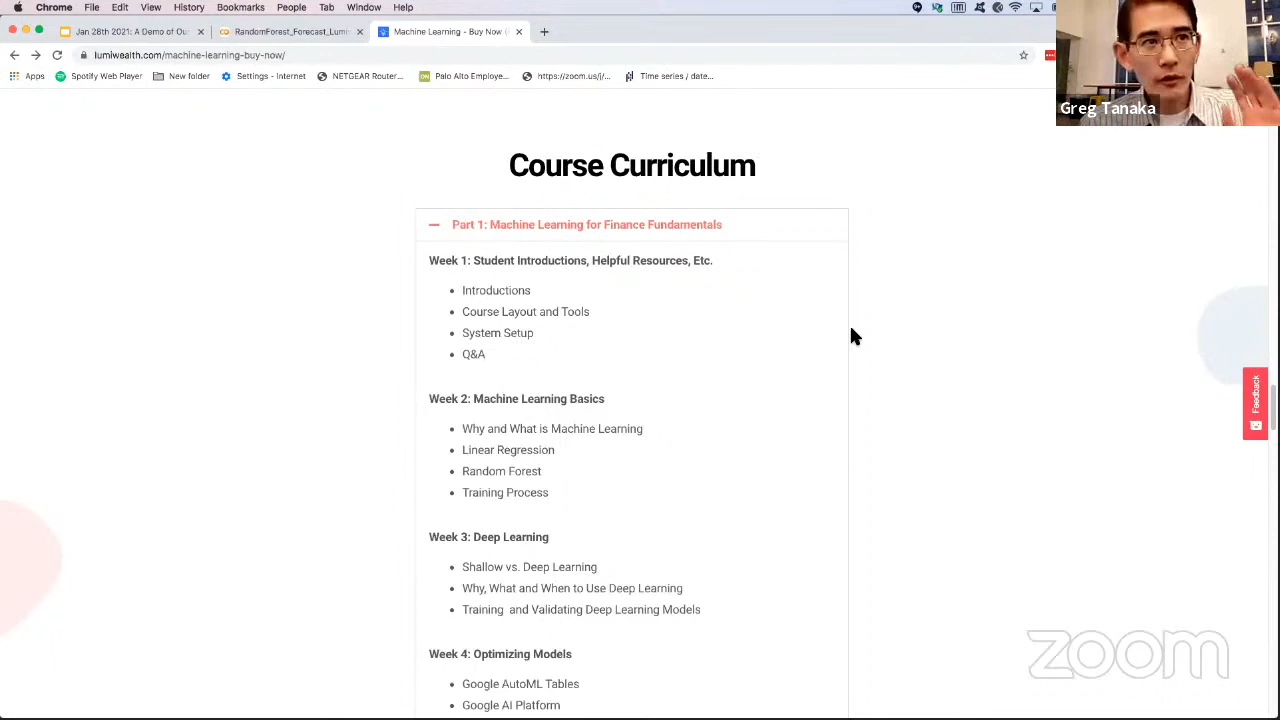 Chrome File Edit View History Bookmarks People Tab Window Help
Jan 28th 2021: A Demo of Ou
RandomForest_Forecast_Lumi
Machine Learning - Buy Now (
lumiwealth.com/machine-learning-buy-now/
Apps Spotify Web Player New folder Settings - Internet NETGEAR Router... Palo Alto Employe... https://zoom.us/j/... Time series / date...
Greg Tanaka
Course Curriculum
Part 1: Machine Learning for Finance Fundamentals
Week 1: Student Introductions, Helpful Resources, Etc.
Introductions
Course Layout and Tools
System Setup
Q&A
Week 2: Machine Learning Basics
Why and What is Machine Learning
Linear Regression
Random Forest
Training Process
Week 3: Deep Learning
Shallow vs. Deep Learning
Why, What and When to Use Deep Learning
Training and Validating Deep Learning Models
Week 4: Optimizing Models
Google AutoML Tables
Google AI Platform
Feedback
zoom